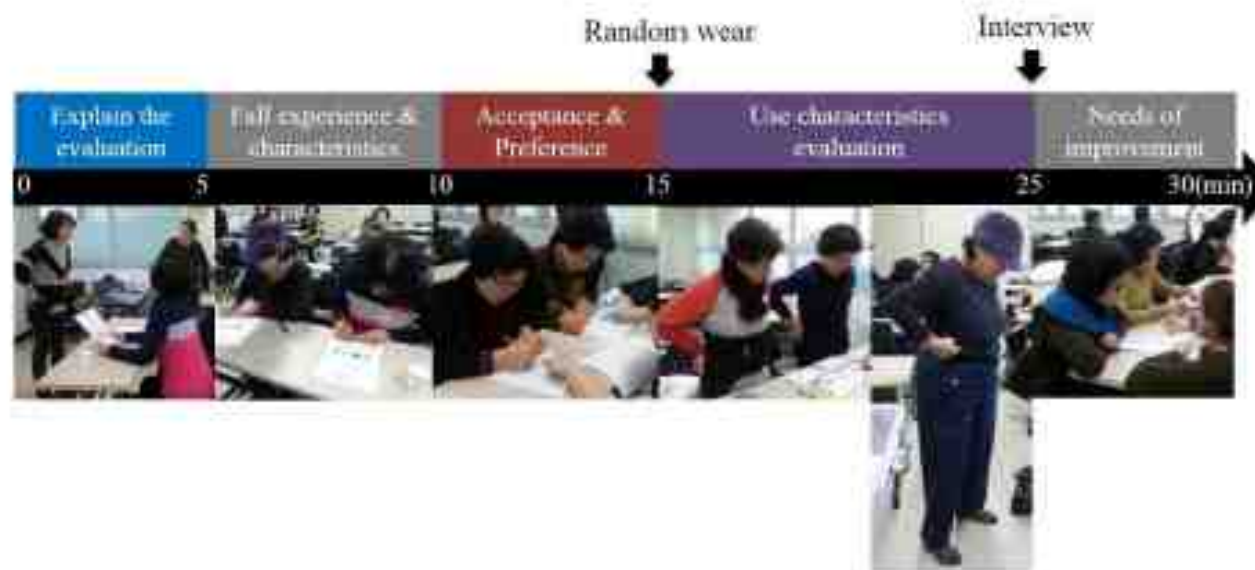 Random wear
Interview
Explain the
evaluation
Fall experience &
characteristics
Acceptance &
Preference
Use characteristics
evaluation
Needs of
improvement
0 5 10 15 25 30(min)